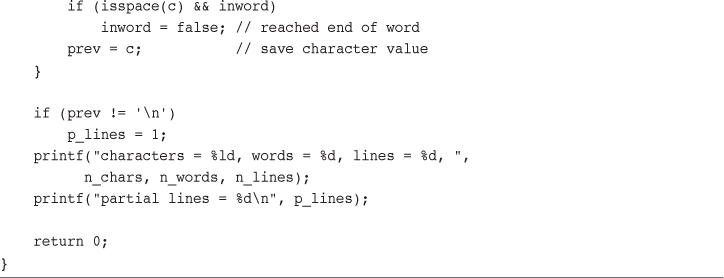 if (isspace(c) && inword)
            inword = false; // reached end of word
        prev = c;           // save character value
    }

    if (prev != '\n')
        p_lines = 1;
    printf("characters = %ld, words = %d, lines = %d, ",
          n_chars, n_words, n_lines);
    printf("partial lines = %d\n", p_lines);

    return 0;
}